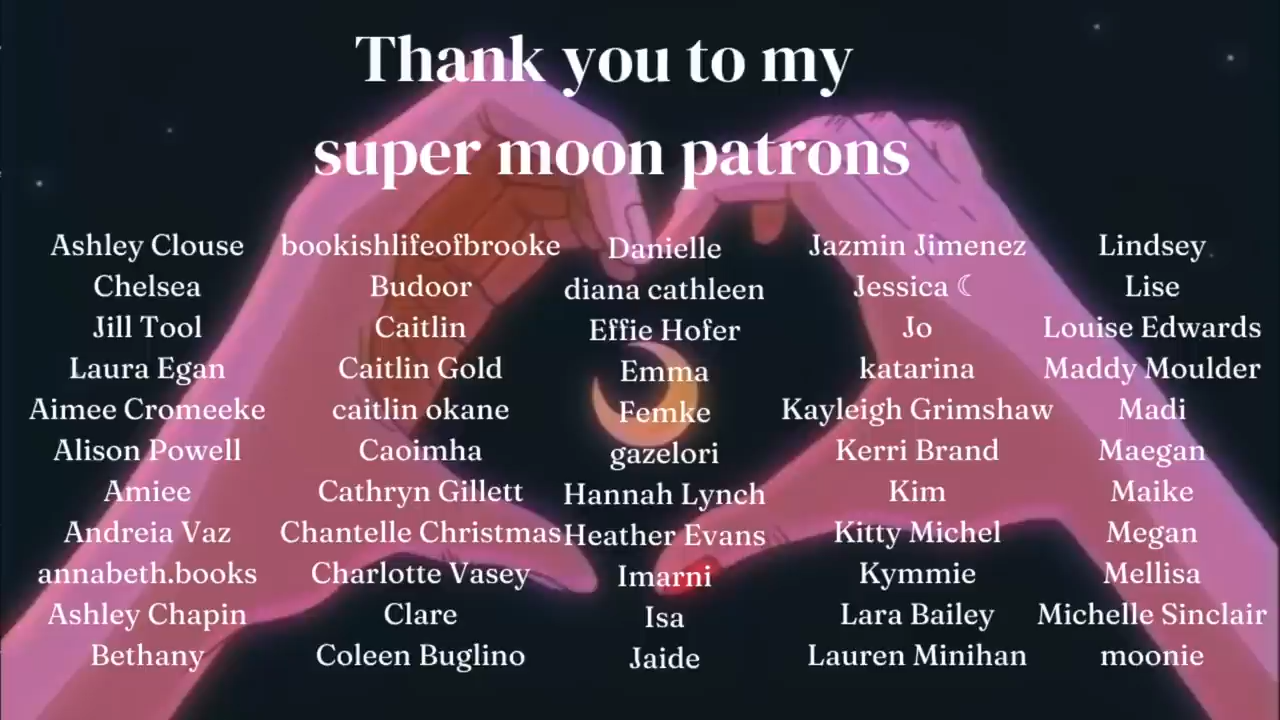 Thank you to my
super moon patrons
Ashley Clouse
Chelsea
Jill Tool
Laura Egan
Aimee Cromeeke
Alison Powell
Amiee
Andreia Vaz
annabeth.books
Ashley Chapin
Bethany
bookishlifeofbrooke
Budoor
Caitlin
Caitlin Gold
caitlin okane
Caoimha
Cathryn Gillett
Chantelle Christmas
Charlotte Vasey
Clare
Coleen Buglino
Danielle
diana cathleen
Effie Hofer
Emma
Femke
gazelori
Hannah Lynch
Heather Evans
Imarni
Isa
Jaide
Jazmin Jimenez
Jessica ☾
Jo
katarina
Kayleigh Grimshaw
Kerri Brand
Kim
Kitty Michel
Kymmie
Lara Bailey
Lauren Minihan
Lindsey
Lise
Louise Edwards
Maddy Moulder
Madi
Maegan
Maike
Megan
Mellisa
Michelle Sinclair
moonie